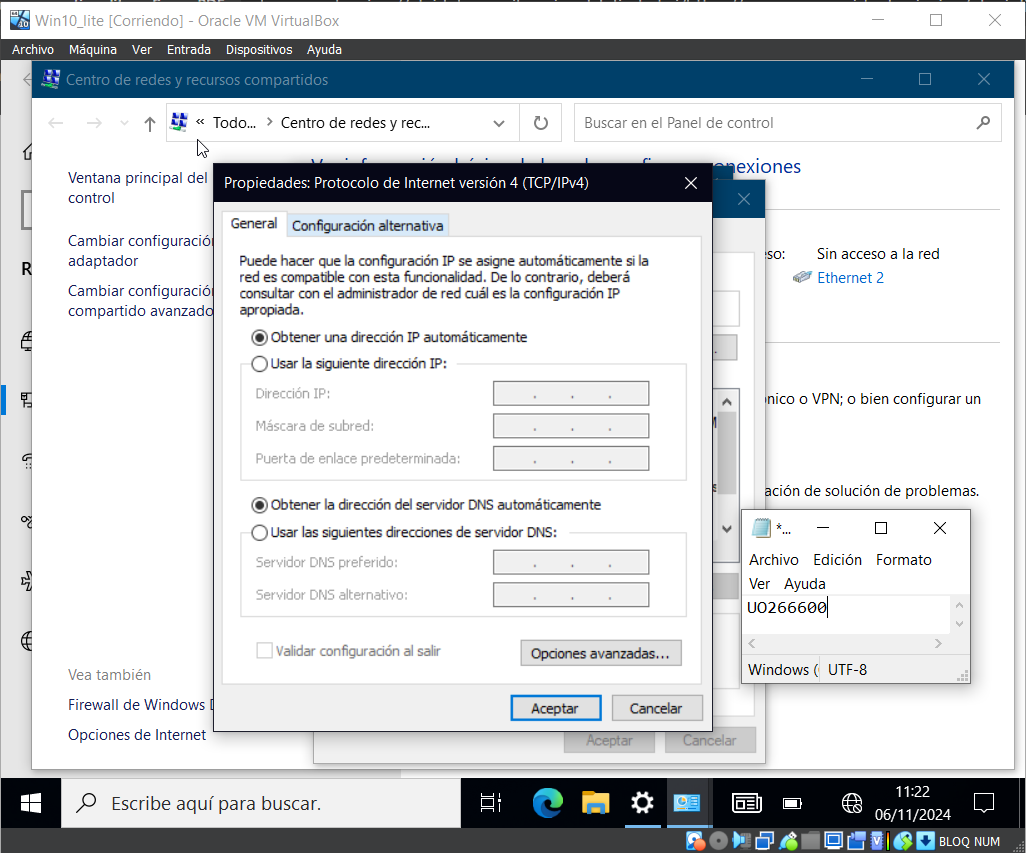 Win10_lite [Corriendo] - Oracle VM VirtualBox
Archivo Máquina Ver Entrada Dispositivos Ayuda
Centro de redes y recursos compartidos
« Todo... > Centro de redes y rec...
Buscar en el Panel de control
Ventana principal del
control
Cambiar configuración
adaptador
Cambiar configuración
compartido avanzado
Propiedades: Protocolo de Internet versión 4 (TCP/IPv4)
General
Configuración alternativa
Puede hacer que la configuración IP se asigne automáticamente si la
red es compatible con esta funcionalidad. De lo contrario, deberá
consultar con el administrador de red cuál es la configuración IP
apropiada.
Obtener una dirección IP automáticamente
Usar la siguiente dirección IP:
Dirección IP:
Máscara de subred:
Puerta de enlace predeterminada:
Obtener la dirección del servidor DNS automáticamente
Usar las siguientes direcciones de servidor DNS:
Servidor DNS preferido:
Servidor DNS alternativo:
Validar configuración al salir
Opciones avanzadas...
Aceptar
Cancelar
Aceptar
Cancelar
onexiones
so: Sin acceso a la red
Ethernet 2
ónico o VPN; o bien configurar un
ación de solución de problemas.
*...
Archivo Edición Formato
Ver Ayuda
UO266600
Windows (
UTF-8
Vea también
Firewall de Windows
Opciones de Internet
Escribe aquí para buscar.
11:22
06/11/2024
BLOQ NUM